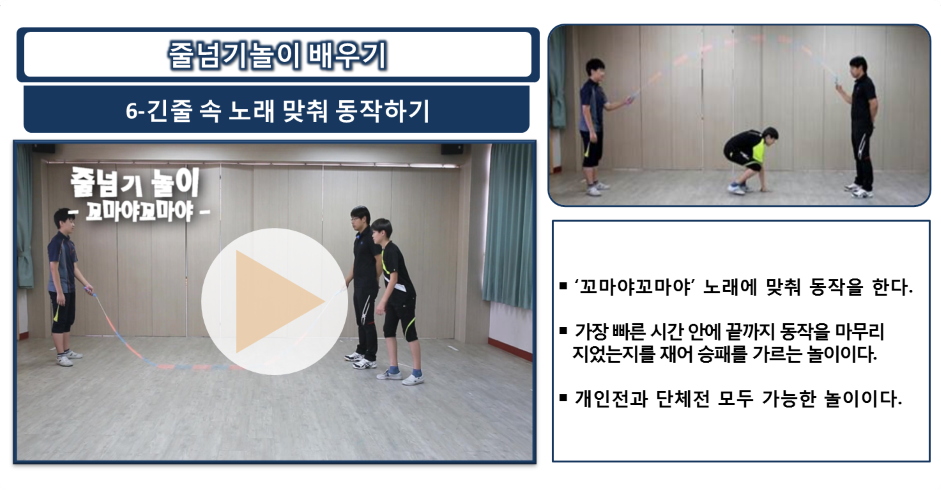 줄넘기놀이 배우기
6-긴줄 속 노래 맞춰 동작하기
줄넘기 놀이
- 꼬마야꼬마야 -
▪ ‘꼬마야꼬마야’ 노래에 맞춰 동작을 한다.
▪ 가장 빠른 시간 안에 끝까지 동작을 마무리
지었는지를 재어 승패를 가르는 놀이이다.
▪ 개인전과 단체전 모두 가능한 놀이이다.